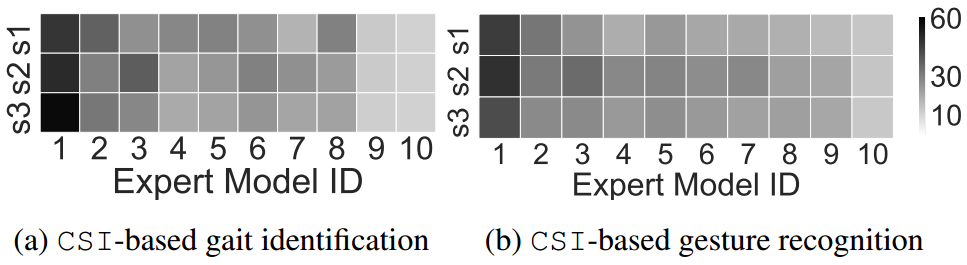 s3 s2 s1
1 2 3 4 5 6 7 8 9 10
Expert Model ID
(a) CSI-based gait identification
s3 s2 s1
1 2 3 4 5 6 7 8 9 10
Expert Model ID
(b) CSI-based gesture recognition
60
30
10